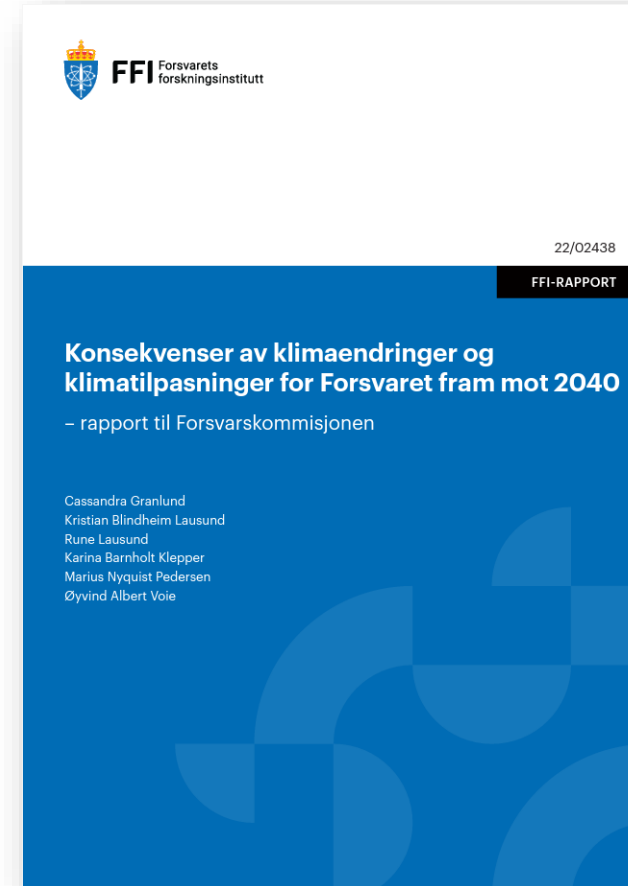 FFI Forsvarets
forskningsinstitutt
22/02438
FFI-RAPPORT
Konsekvenser av klimaendringer og
klimatilpasninger for Forsvaret fram mot 2040
– rapport til Forsvarskommisjonen
Cassandra Granlund
Kristian Blindheim Lausund
Rune Lausund
Karina Barnholt Klepper
Marius Nyquist Pedersen
Øyvind Albert Voie